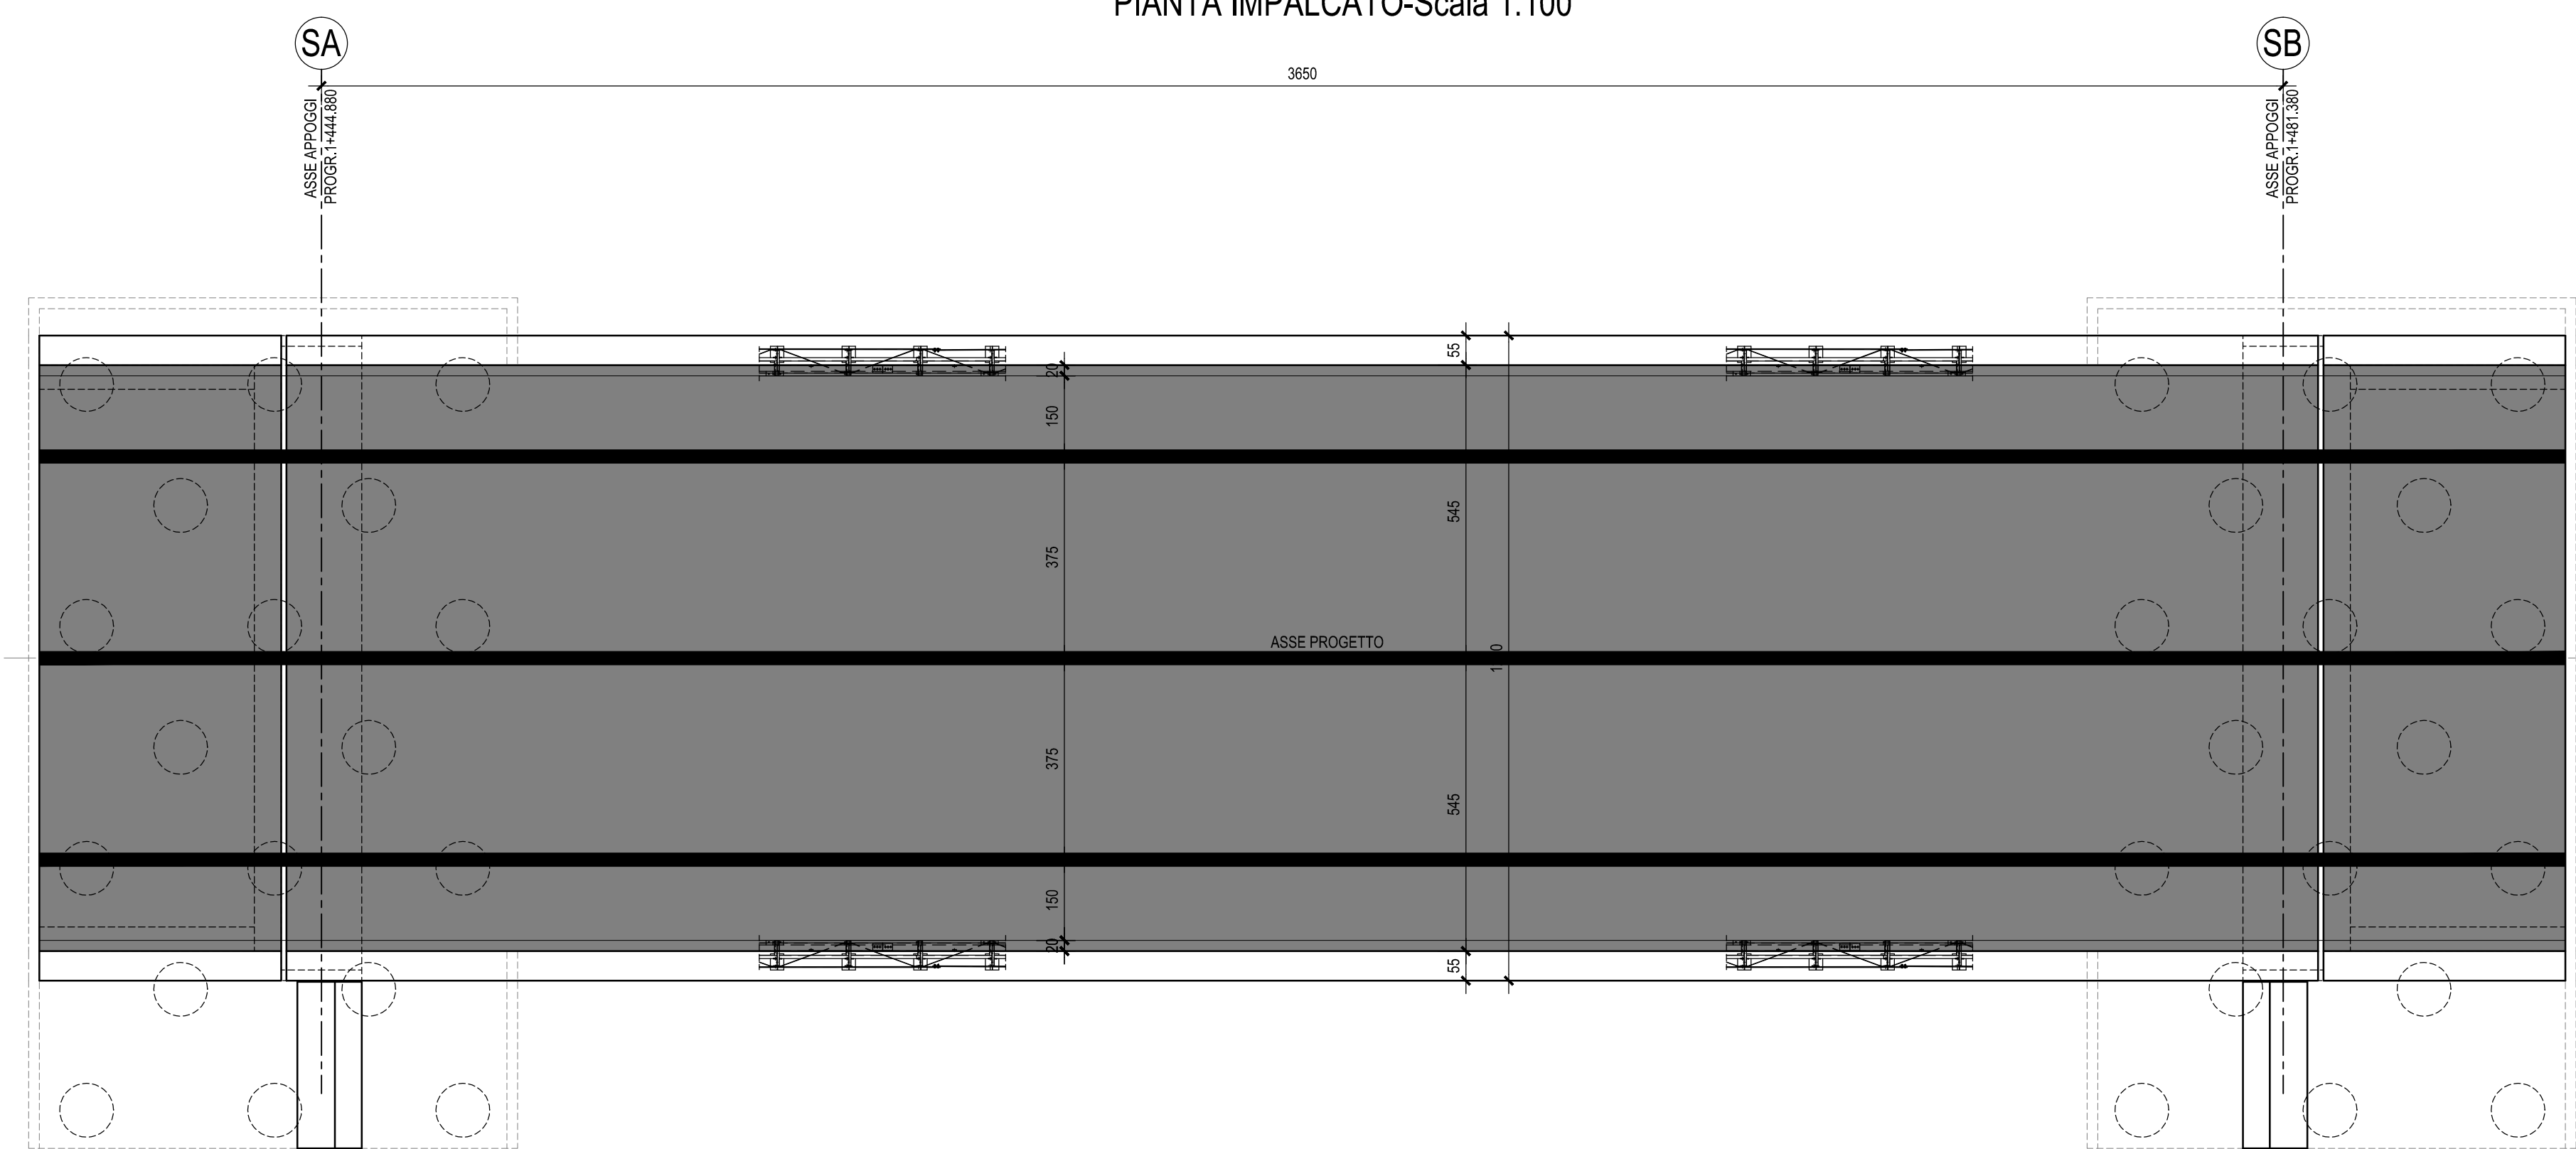 PIANTA IMPALCATO-Scala 1:100
SA
SB
3650
ASSE APPOGGI
PROGR.1+444.880
ASSE APPOGGI
PROGR.1+481.380
55
20
150
545
375
ASSE PROGETTO
375
545
150
20
55